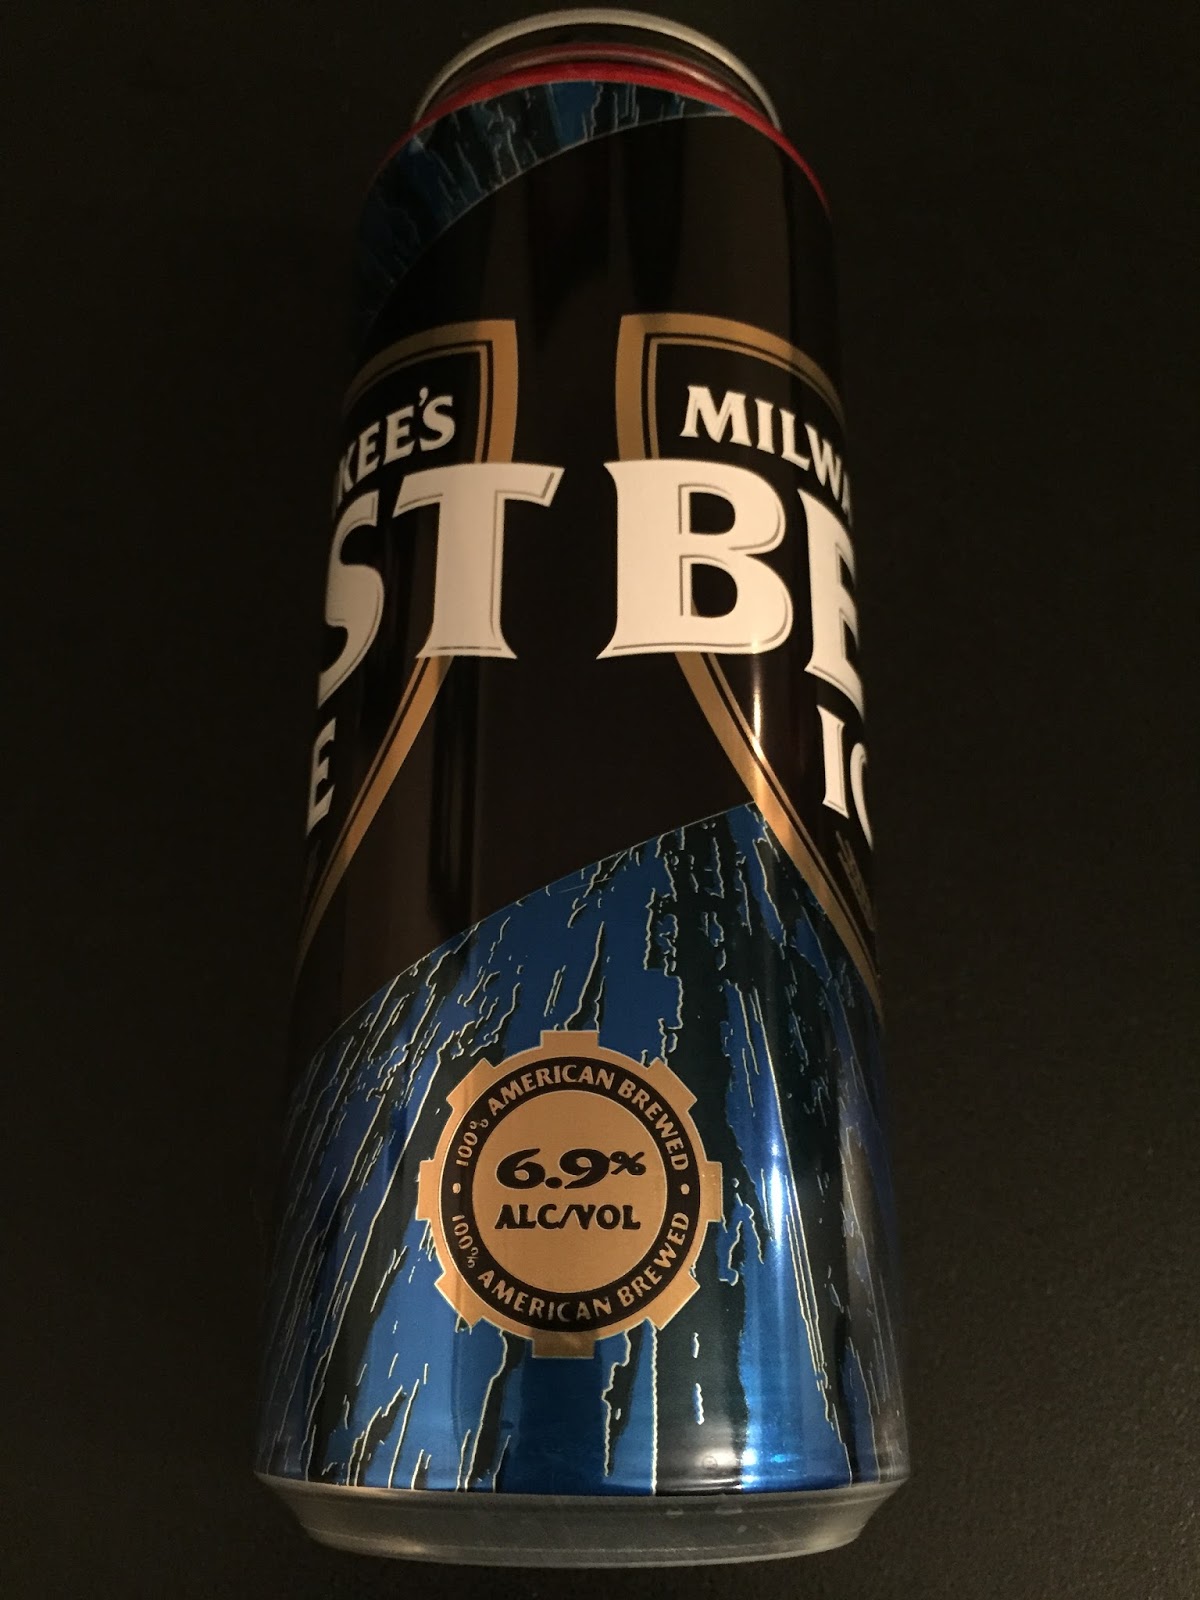 KEE'S
ST
E
MILWA
BE
IC
100% AMERICAN BREWED
6.9%
ALC/VOL
100% AMERICAN BREWED